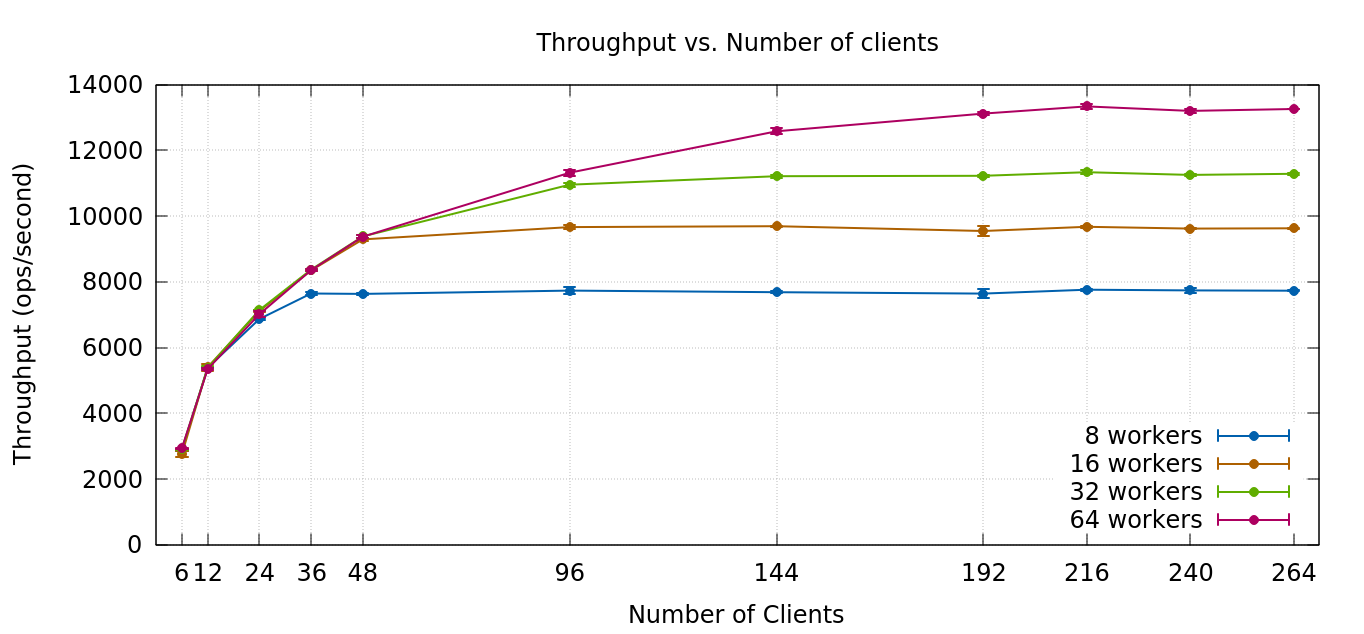 Throughput vs. Number of clients
Throughput (ops/second)
14000
12000
10000
8000
6000
4000
2000
0
8 workers
16 workers
32 workers
64 workers
6 12 24 36 48 96 144 192 216 240 264
Number of Clients